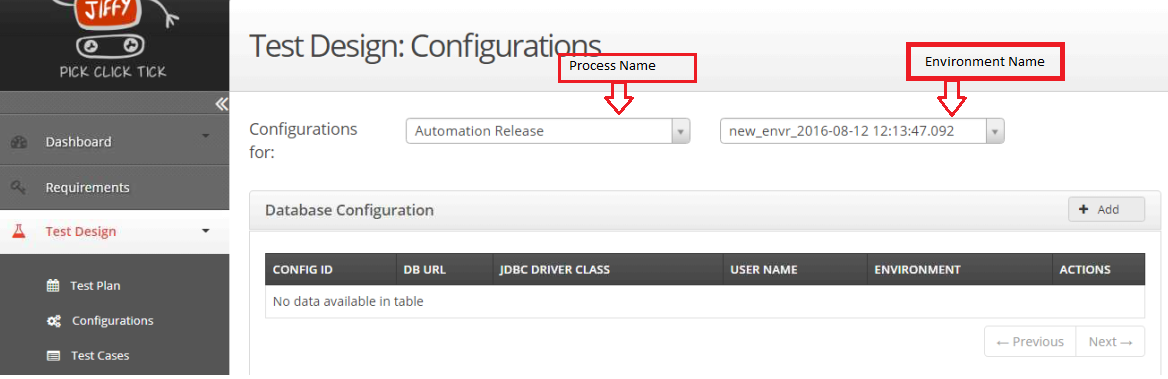 JIFFY
PICK CLICK TICK
Test Design: Configurations
Process Name
Environment Name
Configurations for:
Automation Release
new_envr_2016-08-12 12:13:47.092
Dashboard
Requirements
Test Design
Test Plan
Configurations
Test Cases
Database Configuration
+ Add
CONFIG ID DB URL JDBC DRIVER CLASS USER NAME ENVIRONMENT ACTIONS
No data available in table
← Previous Next →